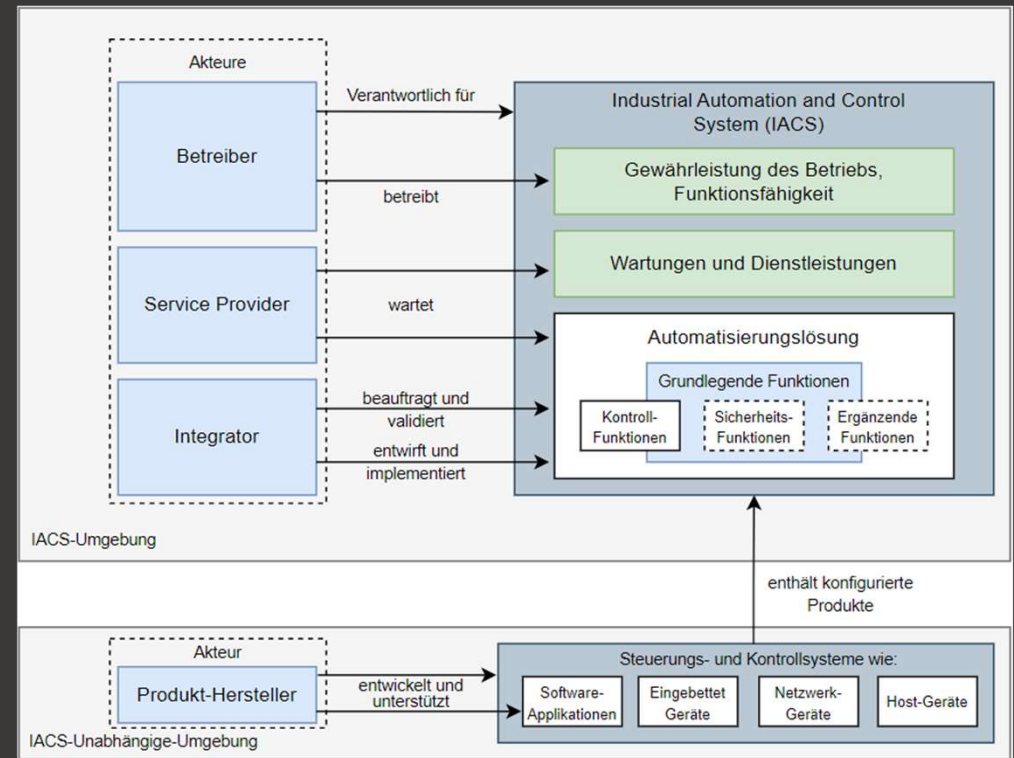 Akteure
Betreiber
Service Provider
Integrator
Verantwortlich für
betreibt
wartet
beauftragt und
validiert
entwirft und
implementiert
Industrial Automation and Control
System (IACS)
Gewährleistung des Betriebs,
Funktionsfähigkeit
Wartungen und Dienstleistungen
Automatisierungslösung
Grundlegende Funktionen
Kontroll-
Funktionen
Sicherheits-
Funktionen
Ergänzende
Funktionen
IACS-Umgebung
enthält konfigurierte
Produkte
Akteur
Produkt-Hersteller
entwickelt und
unterstützt
Steuerungs- und Kontrollsysteme wie:
Software-
Applikationen
Eingebettet
Geräte
Netzwerk-
Geräte
Host-Geräte
IACS-Unabhängige-Umgebung